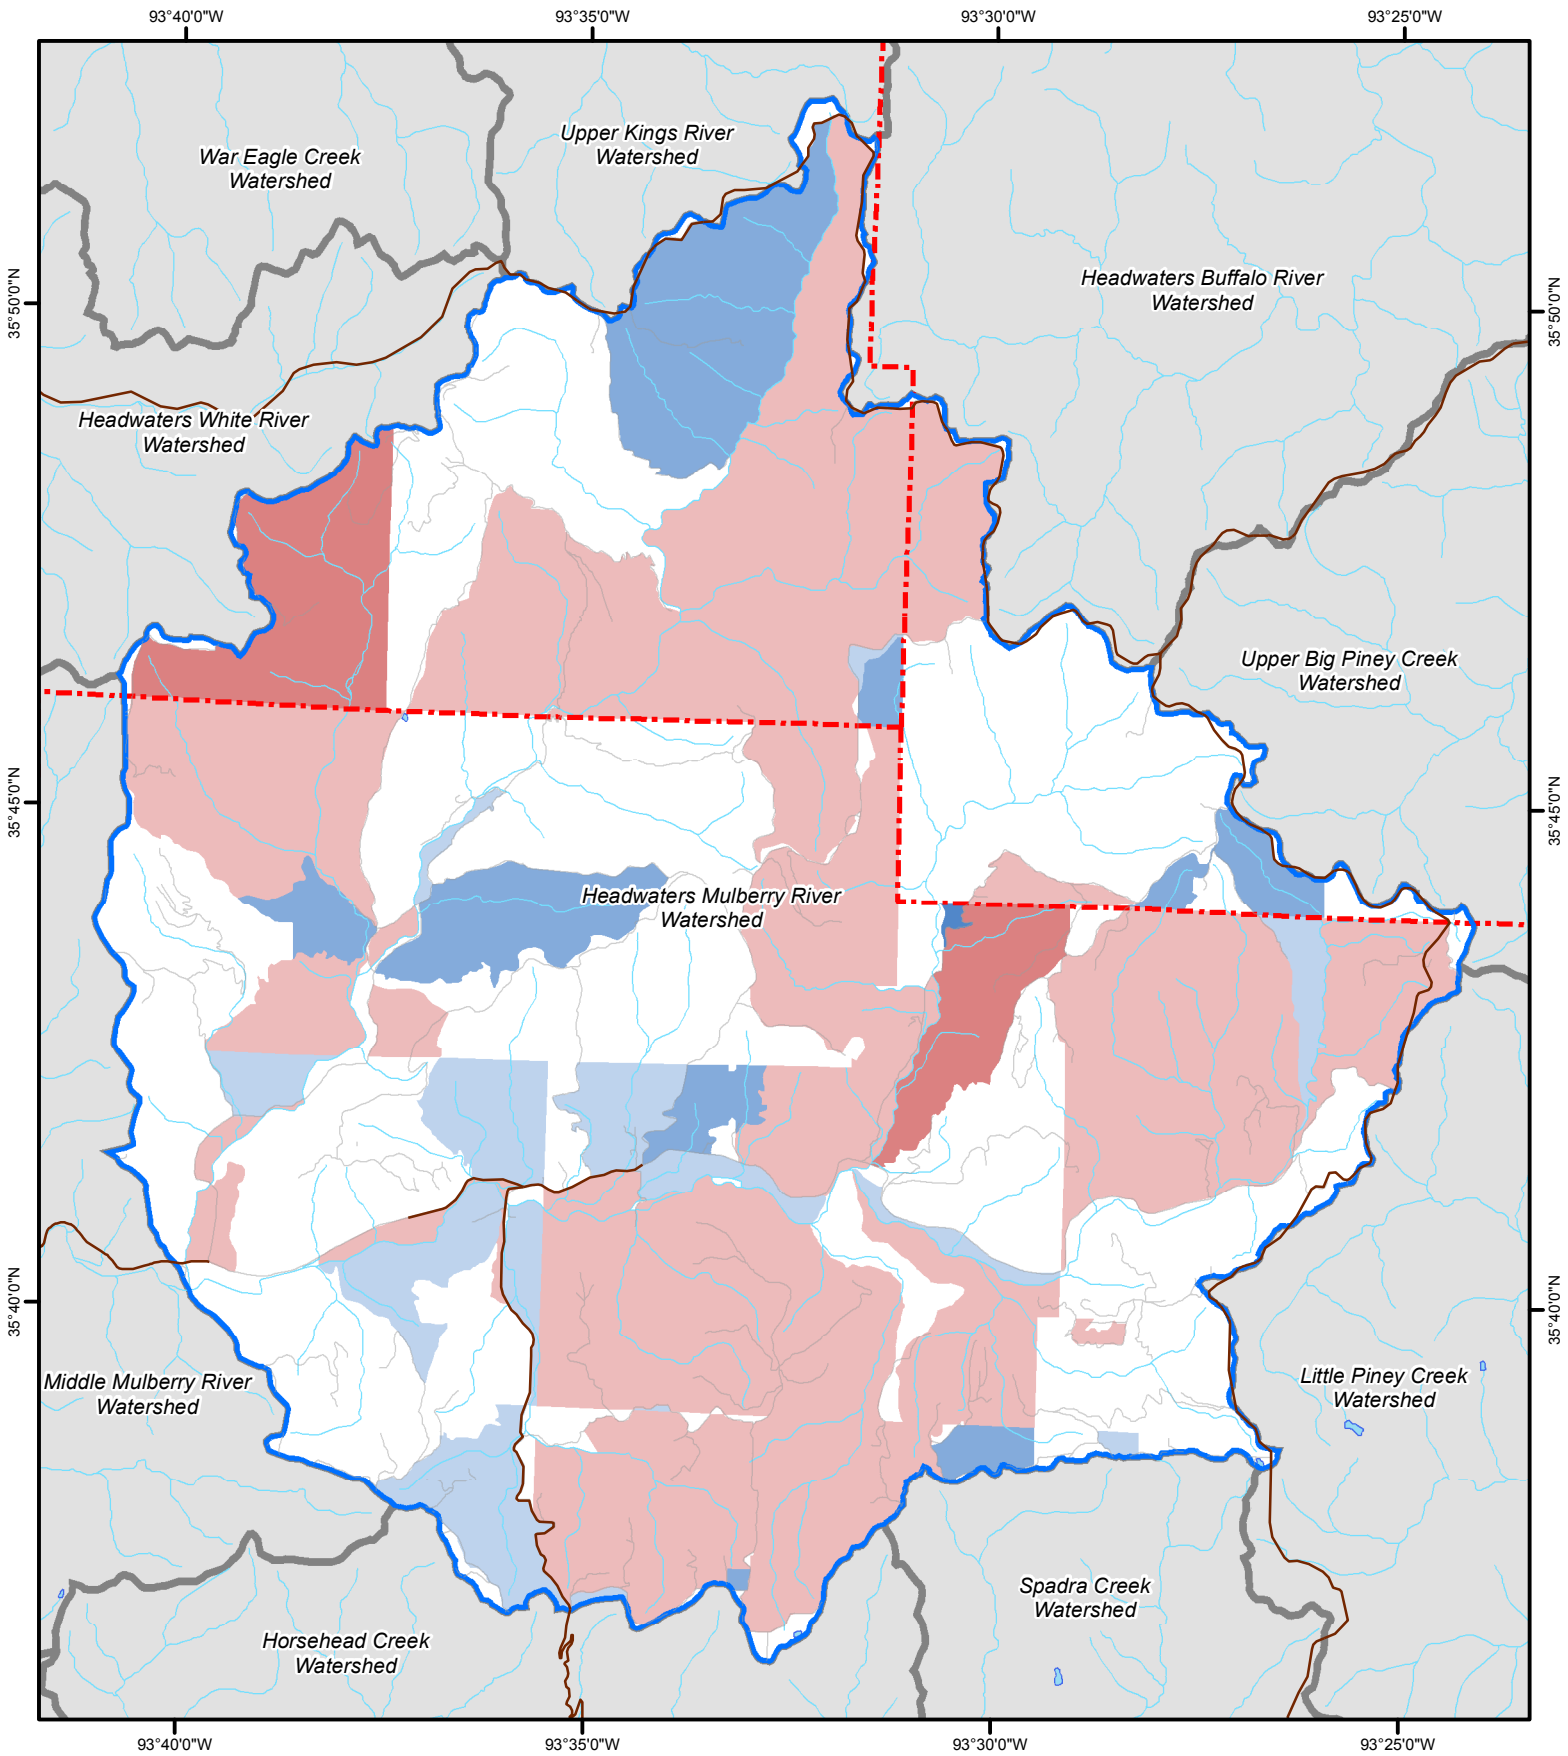 93°40'0"W
93°35'0"W
93°30'0"W
93°25'0"W
Upper Kings River
Watershed
War Eagle Creek
Watershed
Headwaters Buffalo River
Watershed
35°50'0"N
35°50'0"N
Headwaters White River
Watershed
Upper Big Piney Creek
Watershed
35°45'0"N
35°45'0"N
Headwaters Mulberry River
Watershed
35°40'0"N
35°40'0"N
Middle Mulberry River
Watershed
Little Piney Creek
Watershed
Spadra Creek
Watershed
Horsehead Creek
Watershed
93°40'0"W
93°35'0"W
93°30'0"W
93°25'0"W